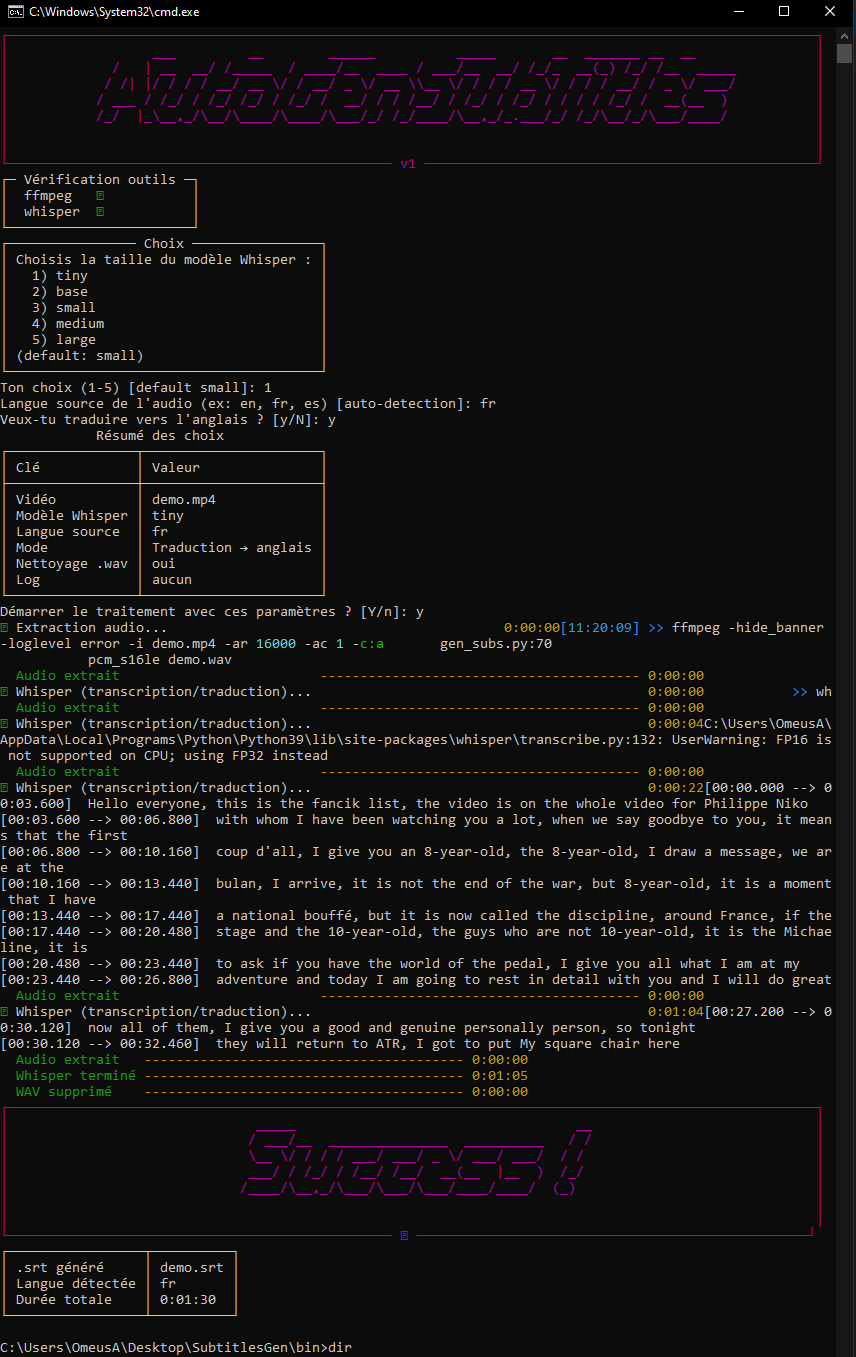 C:\Windows\System32\cmd.exe
AutoGenSubtitles
v1
Vérification outils
ffmpeg
whisper
Choix
Choisis la taille du modèle Whisper :
1) tiny
2) base
3) small
4) medium
5) large
(default: small)
Ton choix (1-5) [default small]: 1
Langue source de l'audio (ex: en, fr, es) [auto-detection]: fr
Veux-tu traduire vers l'anglais ? [y/N]: y
Résumé des choix
Clé Valeur
Vidéo demo.mp4
Modèle Whisper tiny
Langue source fr
Mode Traduction → anglais
Nettoyage .wav oui
Log aucun
Démarrer le traitement avec ces paramètres ? [Y/n]: y
Extraction audio... 0:00:00[11:20:09] >> ffmpeg -hide_banner
-loglevel error -i demo.mp4 -ar 16000 -ac 1 -c:a gen_subs.py:70
pcm_s16le demo.wav
Audio extrait ---------------------------------------- 0:00:00
Whisper (transcription/traduction)... 0:00:00 >> wh
Audio extrait ---------------------------------------- 0:00:00
Whisper (transcription/traduction)... 0:00:04C:\Users\OmeusA\
AppData\Local\Programs\Python\Python39\lib\site-packages\whisper\transcribe.py:132: UserWarning: FP16 is
not supported on CPU; using FP32 instead
Audio extrait ---------------------------------------- 0:00:00
Whisper (transcription/traduction)... 0:00:22[00:00.000 --> 0
0:03.600] Hello everyone, this is the fancik list, the video is on the whole video for Philippe Niko
[00:03.600 --> 00:06.800] with whom I have been watching you a lot, when we say goodbye to you, it mean
s that the first
[00:06.800 --> 00:10.160] coup d'all, I give you an 8-year-old, the 8-year-old, I draw a message, we ar
e at the
[00:10.160 --> 00:13.440] bulan, I arrive, it is not the end of the war, but 8-year-old, it is a moment
that I have
[00:13.440 --> 00:17.440] a national bouffé, but it is now called the discipline, around France, if the
[00:17.440 --> 00:20.480] stage and the 10-year-old, the guys who are not 10-year-old, it is the Michae
line, it is
[00:20.480 --> 00:23.440] to ask if you have the world of the pedal, I give you all what I am at my
[00:23.440 --> 00:26.800] adventure and today I am going to rest in detail with you and I will do great
Audio extrait ---------------------------------------- 0:00:00
Whisper (transcription/traduction)... 0:01:04[00:27.200 --> 0
0:30.120] now all of them, I give you a good and genuine personally person, so tonight
[00:30.120 --> 00:32.460] they will return to ATR, I got to put My square chair here
Audio extrait ---------------------------------------- 0:00:00
Whisper terminé ---------------------------------------- 0:01:05
WAV supprimé ---------------------------------------- 0:00:00
Success !
.srt généré demo.srt
Langue détectée fr
Durée totale 0:01:30
C:\Users\OmeusA\Desktop\SubtitlesGen\bin>dir